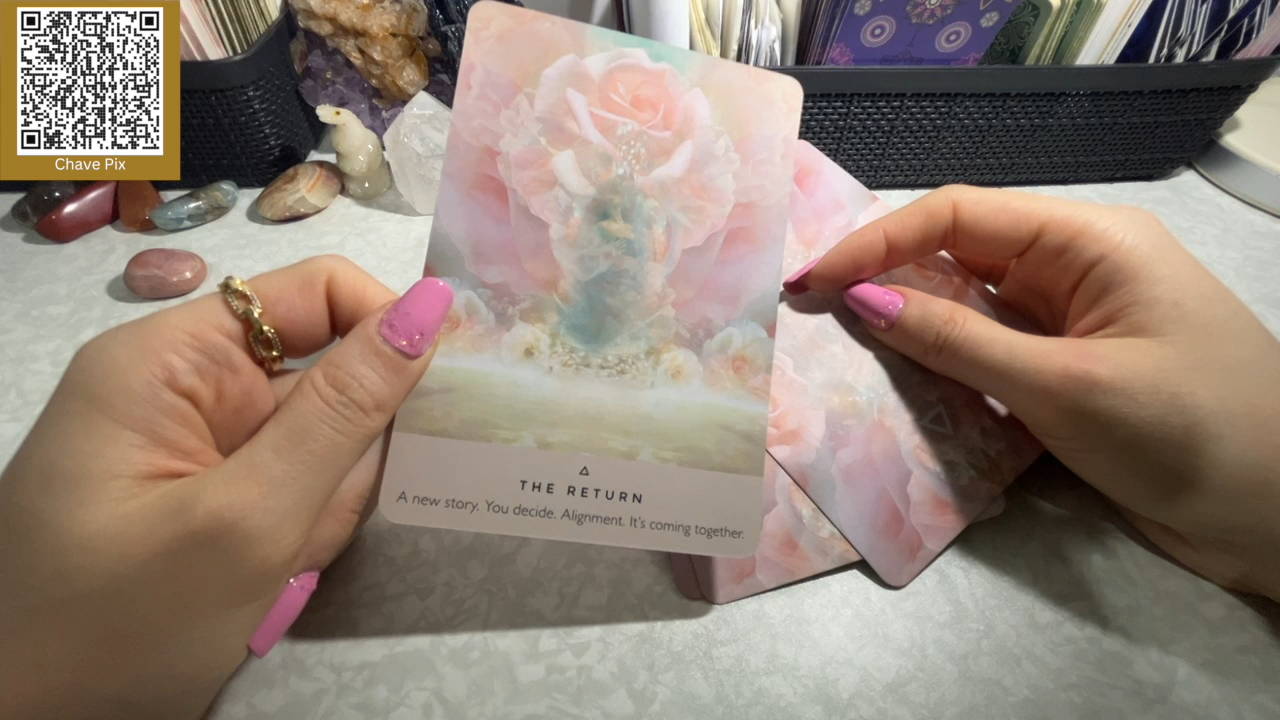 Chave Pix
THE RETURN
A new story. You decide. Alignment. It's coming together.